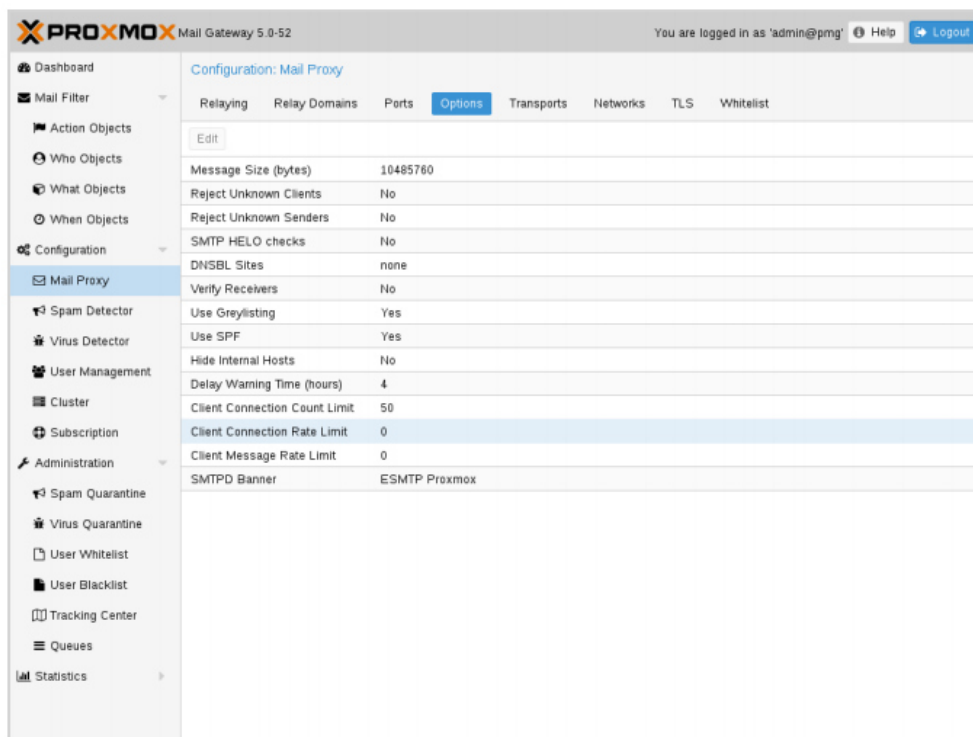 PROXMOX Mail Gateway 5.0-52 You are logged in as 'admin@pmg' Help Logout
Dashboard
Mail Filter
Action Objects
Who Objects
What Objects
When Objects
Configuration
Mail Proxy
Spam Detector
Virus Detector
User Management
Cluster
Subscription
Administration
Spam Quarantine
Virus Quarantine
User Whitelist
User Blacklist
Tracking Center
Queues
Statistics
Configuration: Mail Proxy
Relaying Relay Domains Ports Options Transports Networks TLS Whitelist
Edit
Message Size (bytes) 10485760
Reject Unknown Clients No
Reject Unknown Senders No
SMTP HELO checks No
DNSBL Sites none
Verify Receivers No
Use Greylisting Yes
Use SPF Yes
Hide Internal Hosts No
Delay Warning Time (hours) 4
Client Connection Count Limit 50
Client Connection Rate Limit 0
Client Message Rate Limit 0
SMTPD Banner ESMTP Proxmox